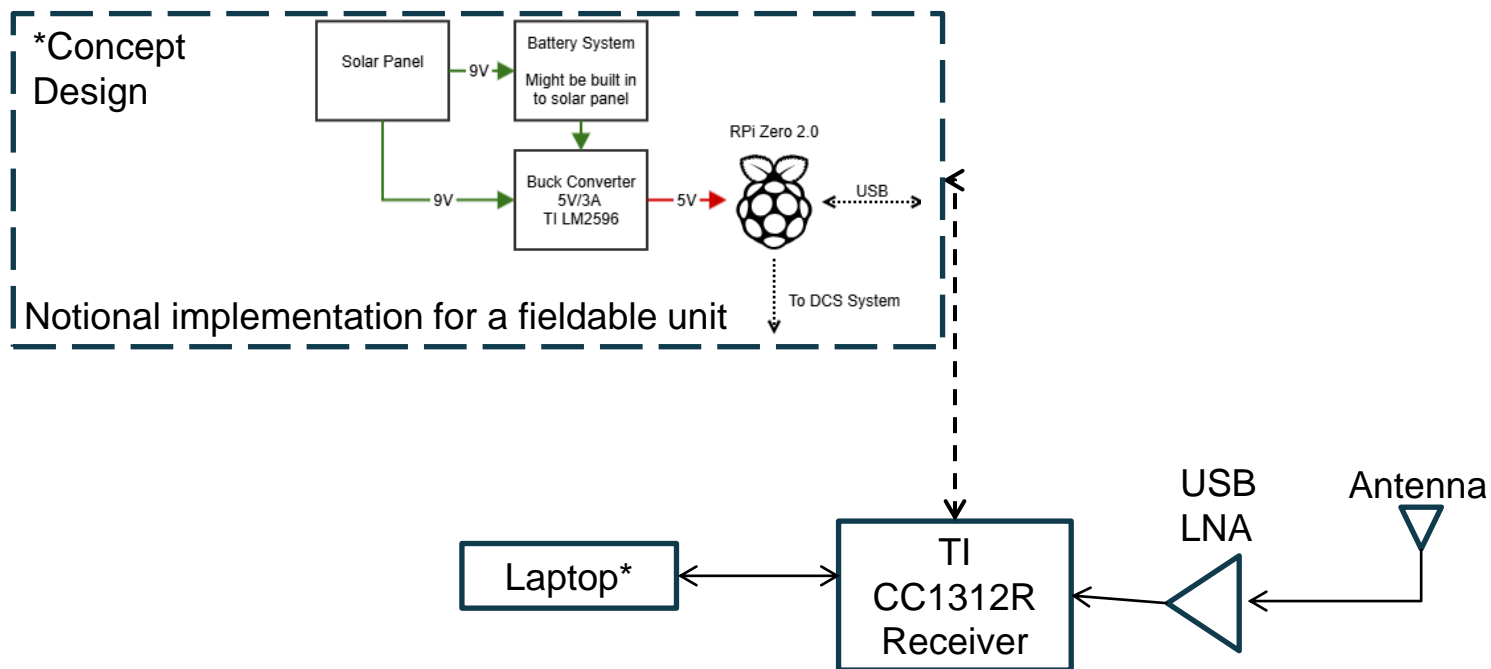 *Concept
Design
Solar Panel
9V
Battery System
Might be built in
to solar panel
RPi Zero 2.0
9V
Buck Converter
5V/3A
TI LM2596
5V
USB
To DCS System
Notional implementation for a fieldable unit
USB
LNA
Antenna
Laptop*
TI
CC1312R
Receiver